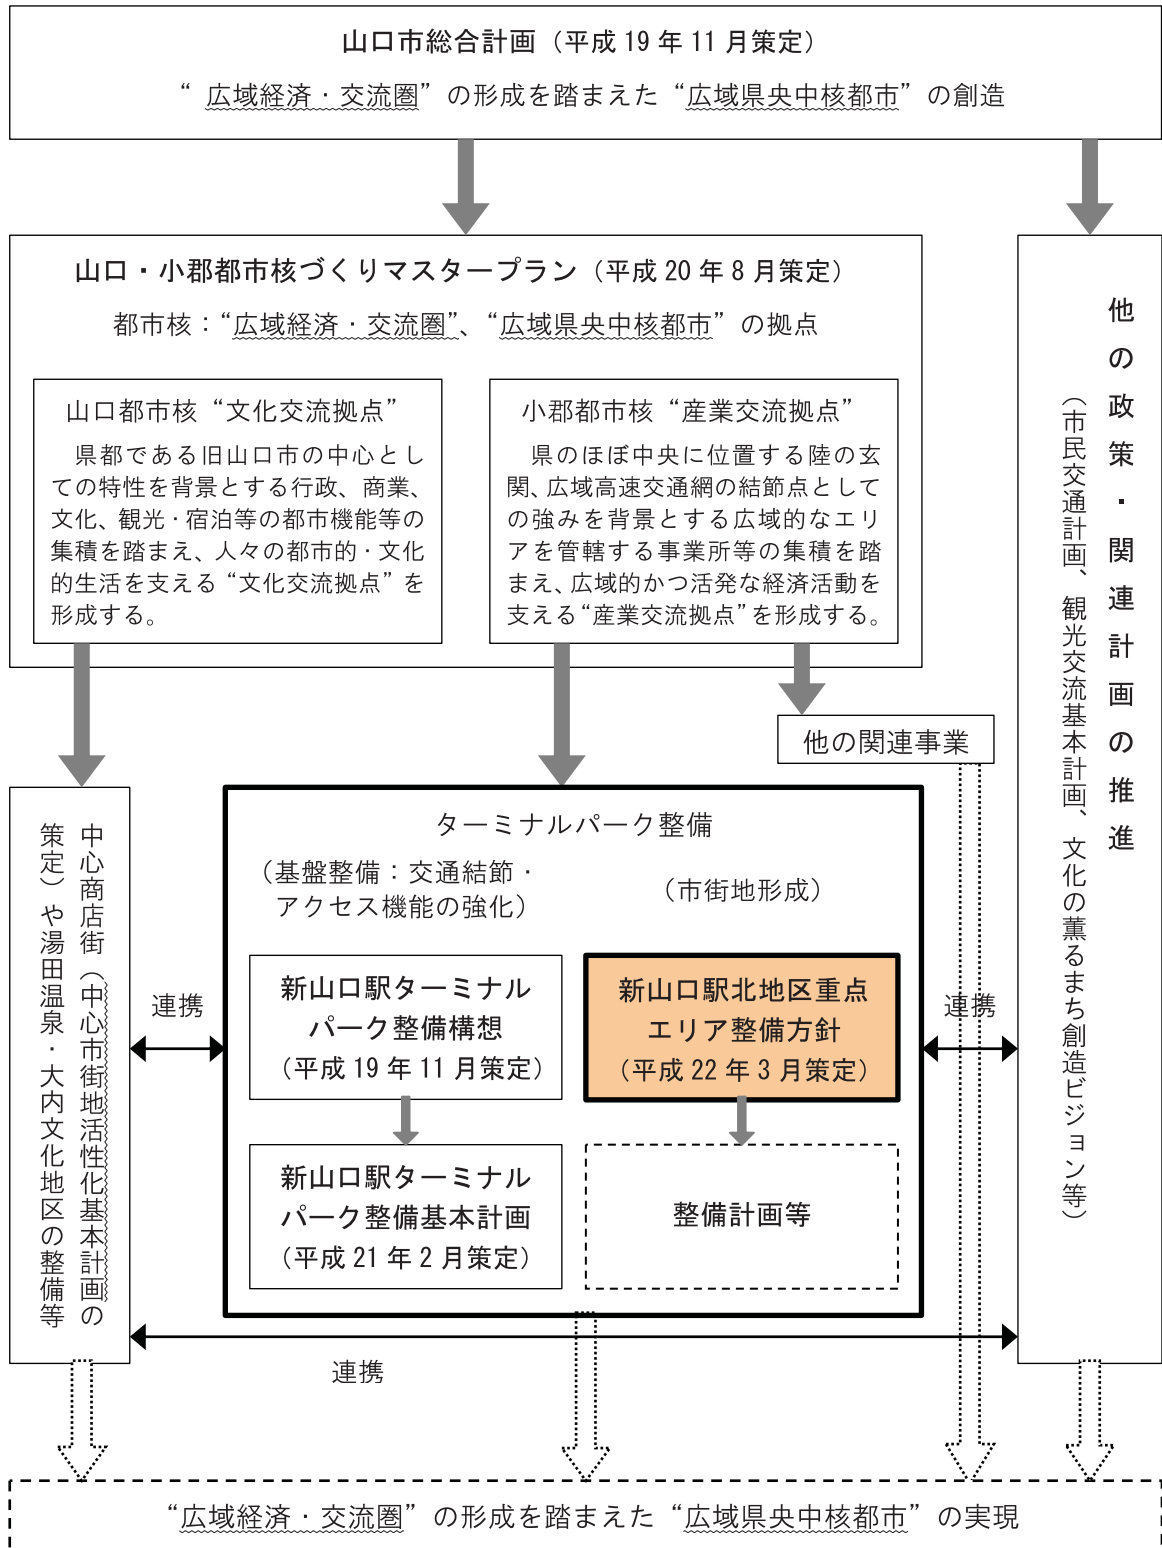 山口市総合計画（平成19年11月策定）
“広域経済・交流圏”の形成を踏まえた“広域県央中核都市”の創造
山口・小郡都市核づくりマスタープラン（平成20年8月策定）
都市核：“広域経済・交流圏”、“広域県央中核都市”の拠点
山口都市核“文化交流拠点”
県都である旧山口市の中心とし
ての特性を背景とする行政、商業、
文化、観光・宿泊等の都市機能等の
集積を踏まえ、人々の都市的・文化
的生活を支える“文化交流拠点”を
形成する。
小郡都市核“産業交流拠点”
県のほぼ中央に位置する陸の玄
関、広域高速交通網の結節点として
の強みを背景とする広域的なエリ
アを管轄する事業所等の集積を踏
まえ、広域的かつ活発な経済活動を
支える“産業交流拠点”を形成する。
他の政策・関連計画の推進
（市民交通計画、観光交流基本計画、文化の薫るまち創造ビジョン等）
他の関連事業
中心商店街（中心市街地活性化基本計画の
策定）や湯田温泉・大内文化地区の整備等
連携
ターミナルパーク整備
（基盤整備：交通結節・
アクセス機能の強化）
（市街地形成）
新山口駅ターミナル
パーク整備構想
（平成19年11月策定）
新山口駅北地区重点
エリア整備方針
（平成22年3月策定）
連携
新山口駅ターミナル
パーク整備基本計画
（平成21年2月策定）
整備計画等
連携
“広域経済・交流圏”の形成を踏まえた“広域県央中核都市”の実現